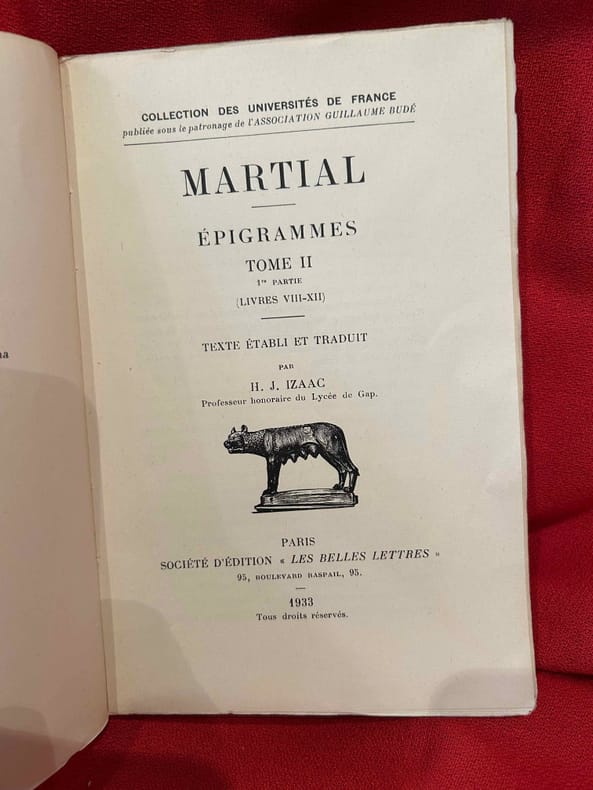 COLLECTION DES UNIVERSITÉS DE FRANCE
publiée sous le patronage de l'ASSOCIATION GUILLAUME BUDÉ
MARTIAL
ÉPIGRAMMES
TOME II
1re PARTIE
(LIVRES VIII-XII)
TEXTE ÉTABLI ET TRADUIT
PAR
H. J. IZAAC
Professeur honoraire du Lycée de Gap.
PARIS
SOCIÉTÉ D'ÉDITION « LES BELLES LETTRES »
95, BOULEVARD RASPAIL, 95.
1933
Tous droits réservés.